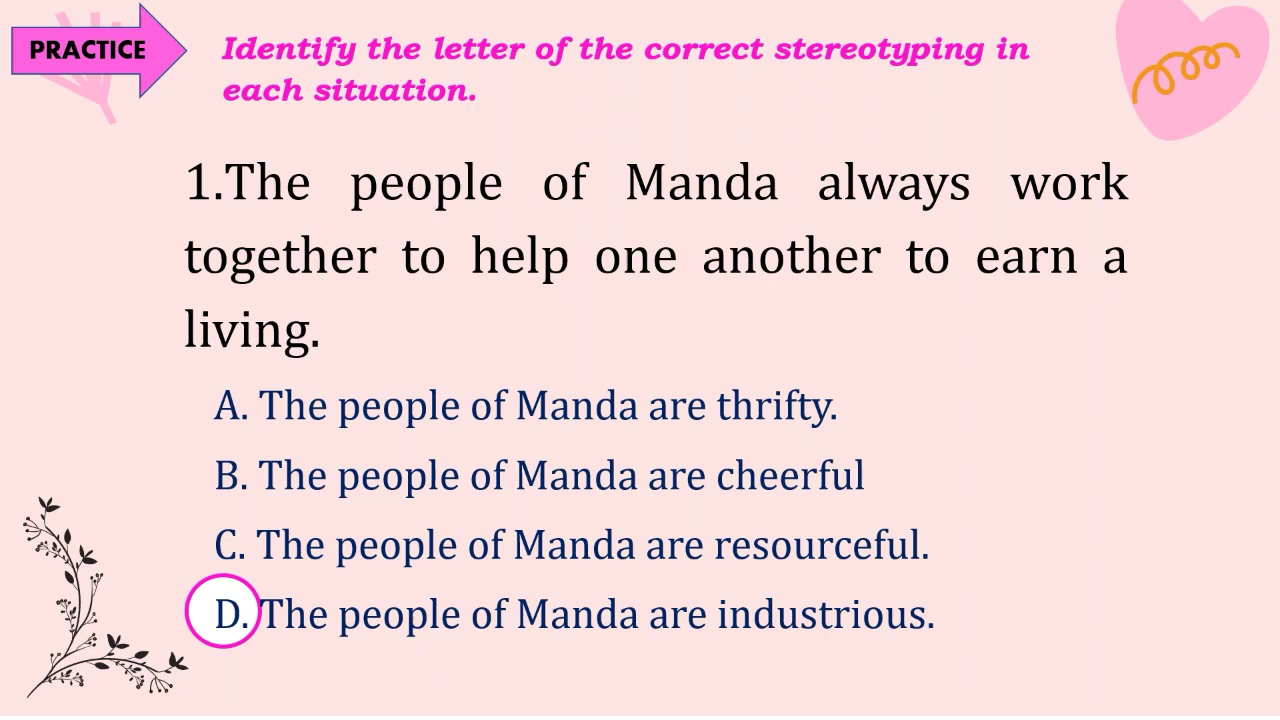 PRACTICE
Identify the letter of the correct stereotyping in
each situation.
1.The people of Manda always work
together to help one another to earn a
living.
A. The people of Manda are thrifty.
B. The people of Manda are cheerful
C. The people of Manda are resourceful.
D. The people of Manda are industrious.